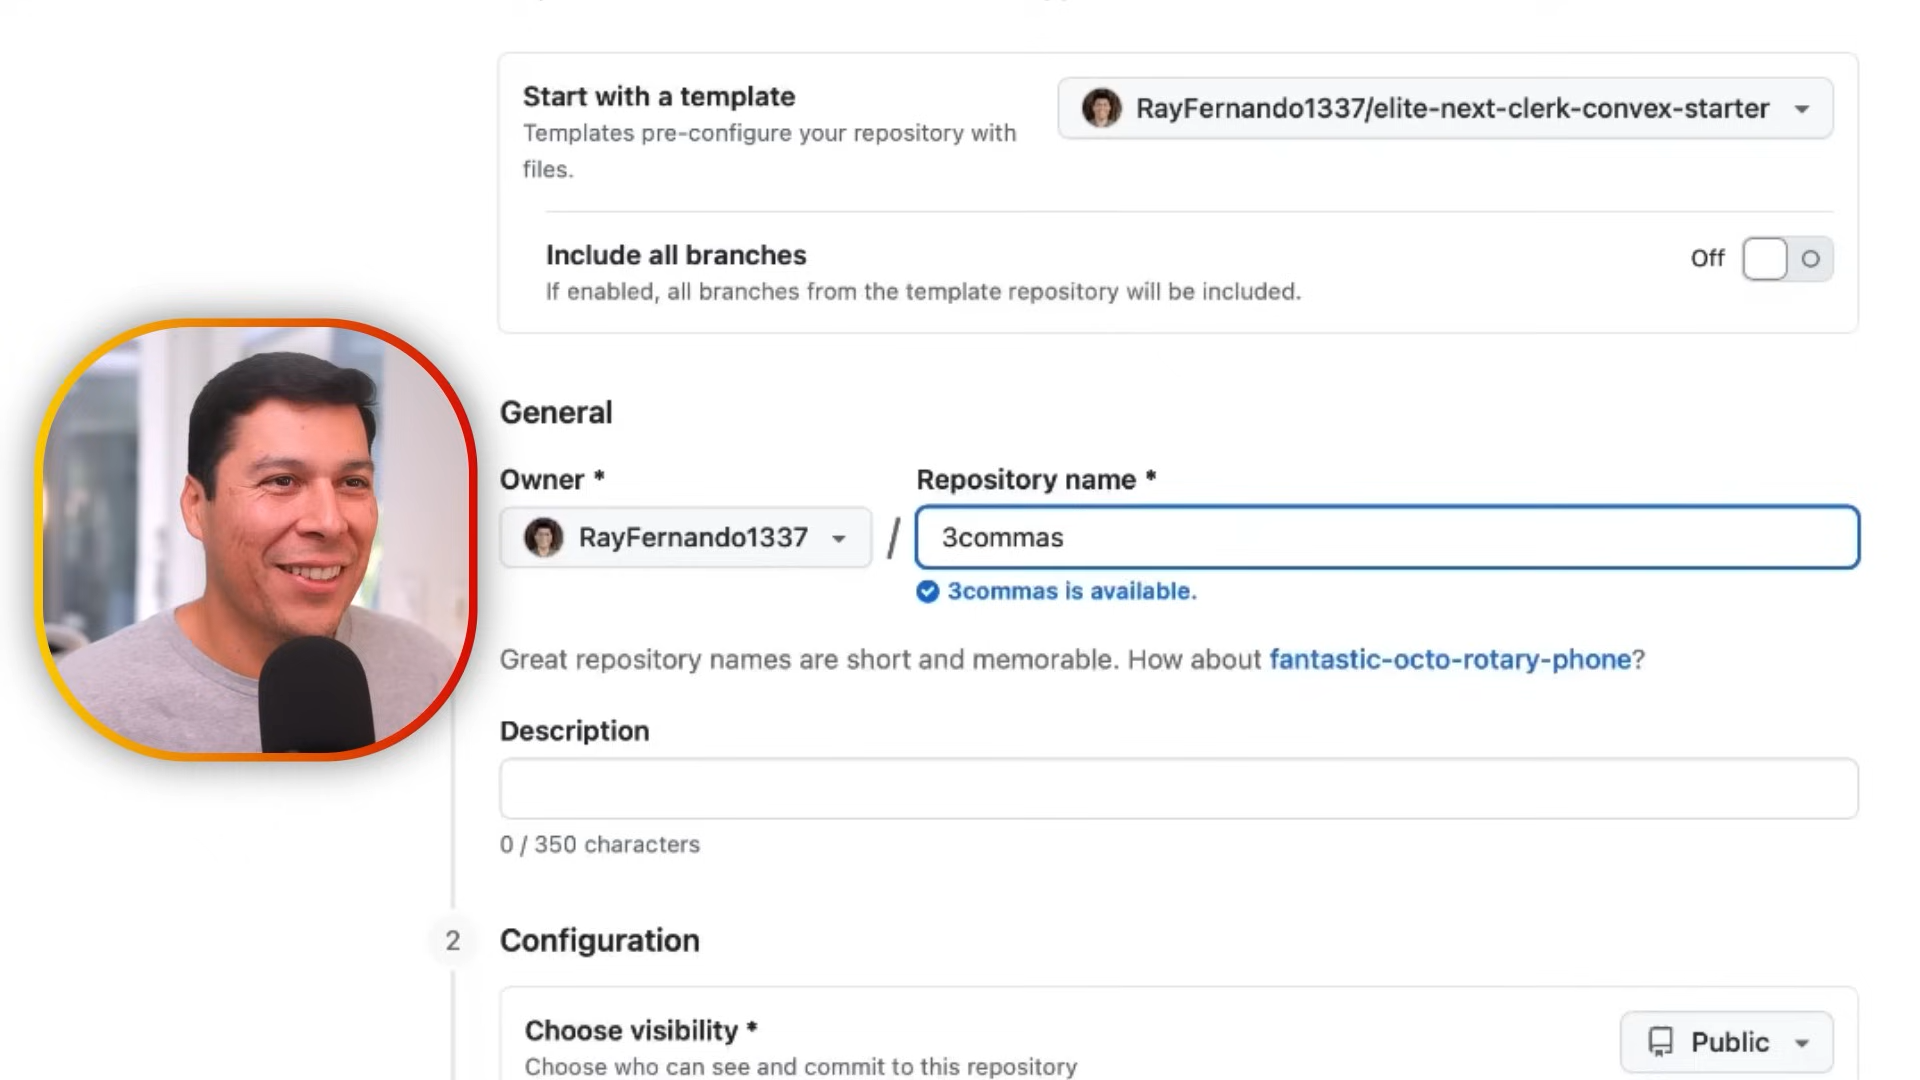 Start with a template
RayFernando1337/elite-next-clerk-convex-starter
Templates pre-configure your repository with
files.
Include all branches
Off
If enabled, all branches from the template repository will be included.
General
Owner *
Repository name *
RayFernando1337
/
3commas
3commas is available.
Great repository names are short and memorable. How about fantastic-octo-rotary-phone?
Description
0 / 350 characters
2
Configuration
Choose visibility *
Public
Choose who can see and commit to this repository